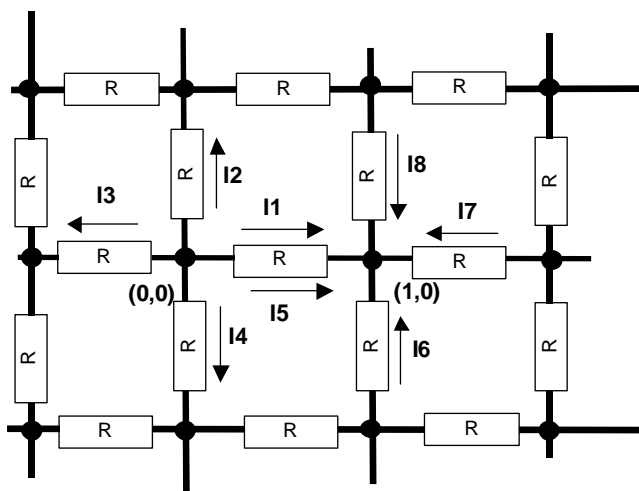 R R R
R I2 R I8 R
R
I3 I1 I7
R R R
(0,0) (1,0)
I5
R I4 R I6 R
R
R R R